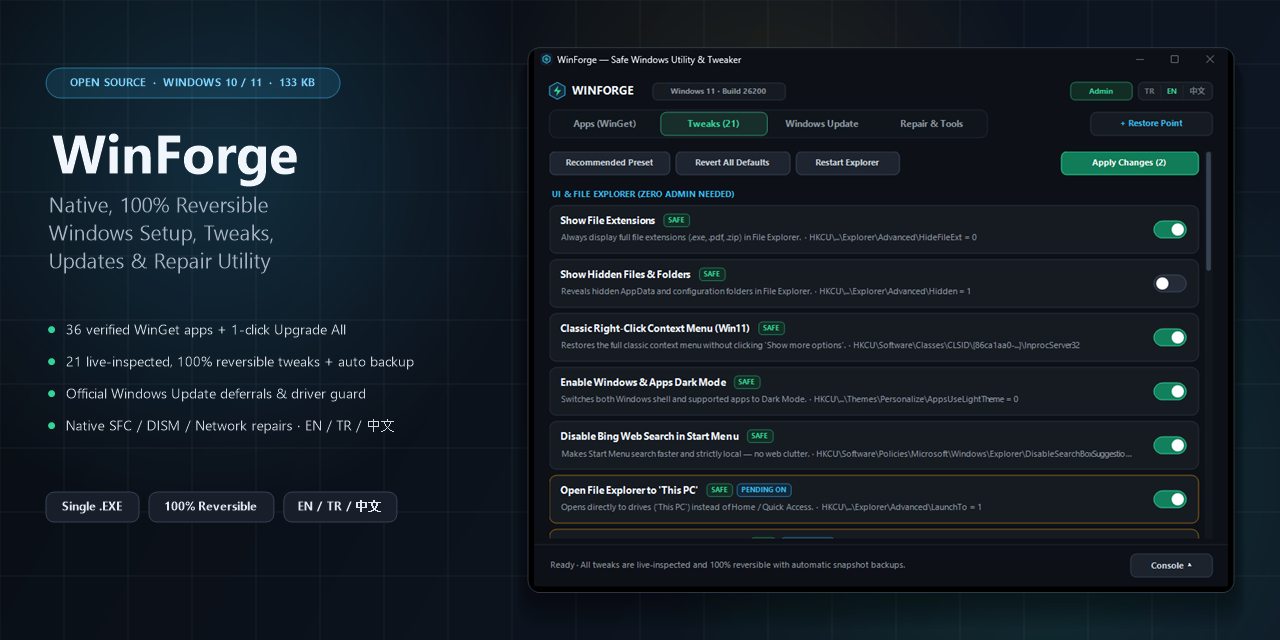 OPEN SOURCE · WINDOWS 10 / 11 · 133 KB
WinForge
Native, 100% Reversible
Windows Setup, Tweaks,
Updates & Repair Utility
36 verified WinGet apps + 1-click Upgrade All
21 live-inspected, 100% reversible tweaks + auto backup
Official Windows Update deferrals & driver guard
Native SFC / DISM / Network repairs · EN / TR / 中文
Single .EXE
100% Reversible
EN / TR / 中文
WinForge — Safe Windows Utility & Tweaker
WINFORGE
Windows 11 · Build 26200
Admin
TR EN 中文
Apps (WinGet)
Tweaks (21)
Windows Update
Repair & Tools
+ Restore Point
Recommended Preset
Revert All Defaults
Restart Explorer
Apply Changes (2)
UI & FILE EXPLORER (ZERO ADMIN NEEDED)
Show File Extensions SAFE
Always display full file extensions (.exe, .pdf, .zip) in File Explorer. · HKCU\...\Explorer\Advanced\HideFileExt = 0
Show Hidden Files & Folders SAFE
Reveals hidden AppData and configuration folders in File Explorer. · HKCU\...\Explorer\Advanced\Hidden = 1
Classic Right-Click Context Menu (Win11) SAFE
Restores the full classic context menu without clicking 'Show more options'. · HKCU\Software\Classes\CLSID\{86ca1aa0-...}\InprocServer32
Enable Windows & Apps Dark Mode SAFE
Switches both Windows shell and supported apps to Dark Mode. · HKCU\...\Themes\Personalize\AppsUseLightTheme = 0
Disable Bing Web Search in Start Menu SAFE
Makes Start Menu search faster and strictly local — no web clutter. · HKCU\Software\Policies\Microsoft\Windows\Explorer\DisableSearchBoxSuggestio...
Open File Explorer to 'This PC' SAFE PENDING ON
Opens directly to drives ('This PC') instead of Home / Quick Access. · HKCU\...\Explorer\Advanced\LaunchTo = 1
Ready · All tweaks are live-inspected and 100% reversible with automatic snapshot backups.
Console ▲